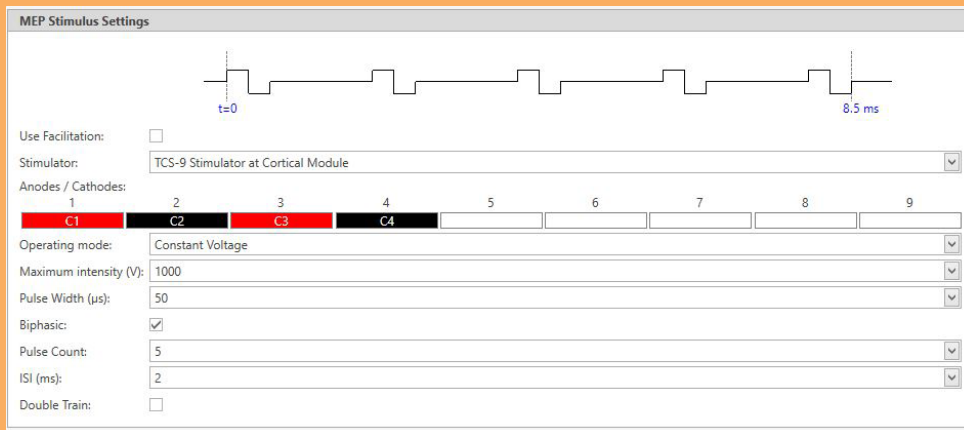 MEP Stimulus Settings
t=0 8.5 ms
Use Facilitation:
Stimulator: TCS-9 Stimulator at Cortical Module
Anodes / Cathodes:
1 2 3 4 5 6 7 8 9
C1 C2 C3 C4
Operating mode: Constant Voltage
Maximum intensity (V): 1000
Pulse Width (µs): 50
Biphasic:
Pulse Count: 5
ISI (ms): 2
Double Train: